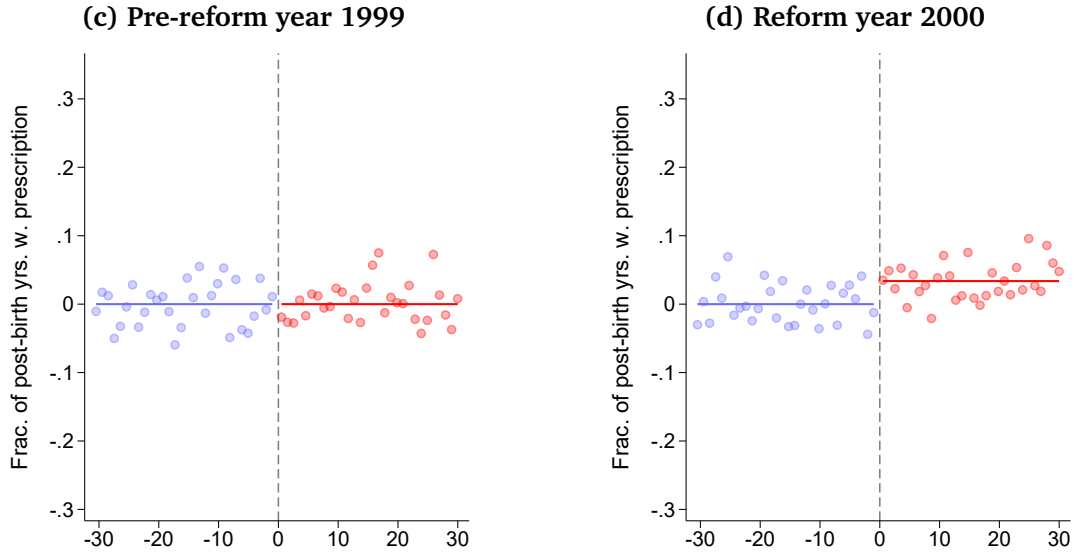 (c) Pre-reform year 1999
Frac. of post-birth yrs. w. prescription
.3
.2
.1
0
-.1
-.2
-.3
-30 -20 -10 0 10 20 30
(d) Reform year 2000
Frac. of post-birth yrs. w. prescription
.3
.2
.1
0
-.1
-.2
-.3
-30 -20 -10 0 10 20 30